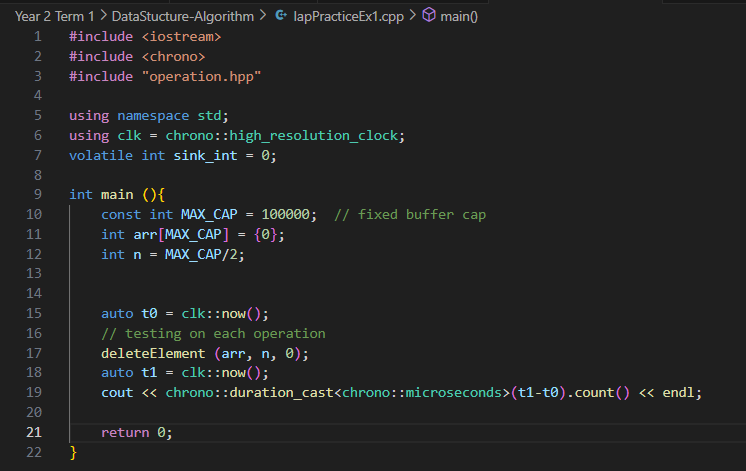 Year 2 Term 1 > DataStucture-Algorithm > lapPracticeEx1.cpp > main()
1 #include <iostream>
2 #include <chrono>
3 #include "operation.hpp"
4
5 using namespace std;
6 using clk = chrono::high_resolution_clock;
7 volatile int sink_int = 0;
8
9 int main (){
10     const int MAX_CAP = 100000;  // fixed buffer cap
11     int arr[MAX_CAP] = {0};
12     int n = MAX_CAP/2;
13
14
15     auto t0 = clk::now();
16     // testing on each operation
17     deleteElement (arr, n, 0);
18     auto t1 = clk::now();
19     cout << chrono::duration_cast<chrono::microseconds>(t1-t0).count() << endl;
20
21     return 0;
22 }